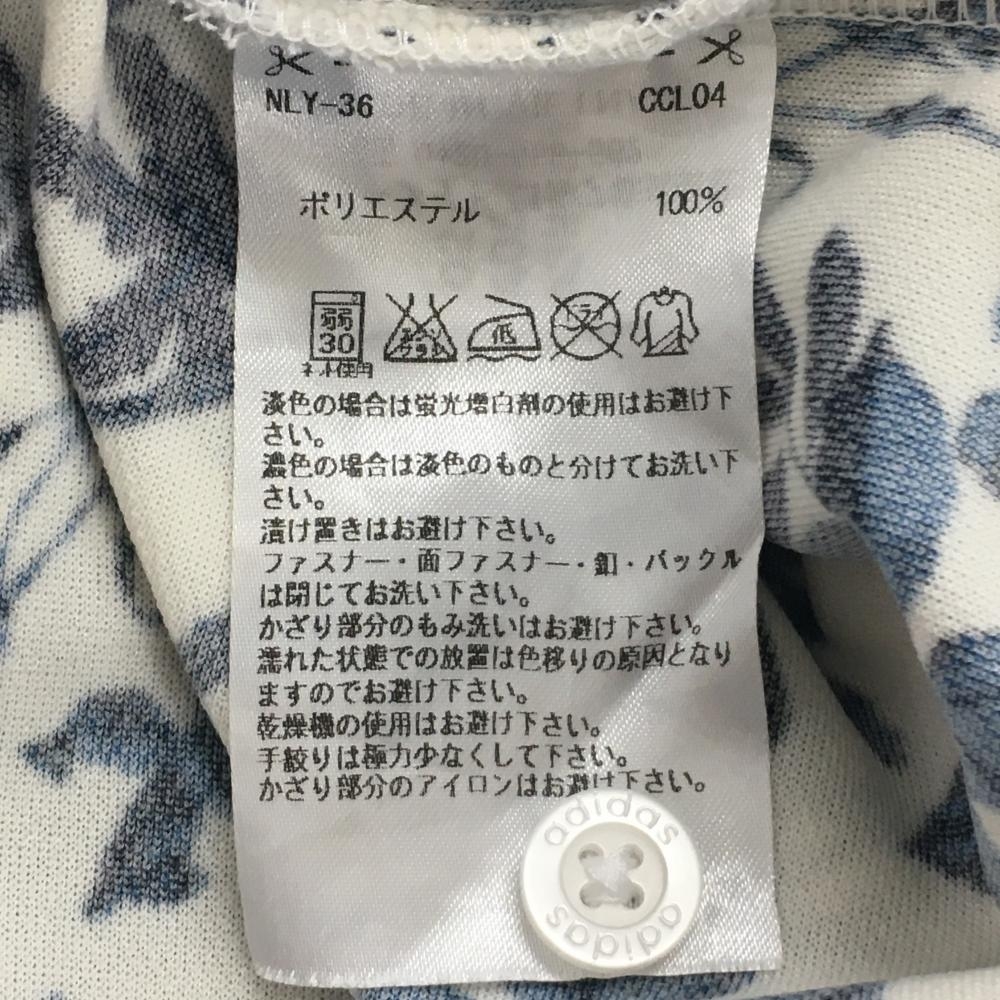 NLY-36 CCL04
ポリエステル 100%
弱
30
ネット使用
エンソ
サラシ
低
ドライ
淡色の場合は蛍光増白剤の使用はお避け下
さい。
濃色の場合は淡色のものと分けてお洗い下
さい。
漬け置きはお避け下さい。
ファスナー・面ファスナー・釦・バックル
は閉じてお洗い下さい。
かざり部分のもみ洗いはお避け下さい。
濡れた状態での放置は色移りの原因となり
ますのでお避け下さい。
乾燥機の使用はお避け下さい。
手絞りは極力少なくして下さい。
かざり部分のアイロンはお避け下さい。
adidas
adidas